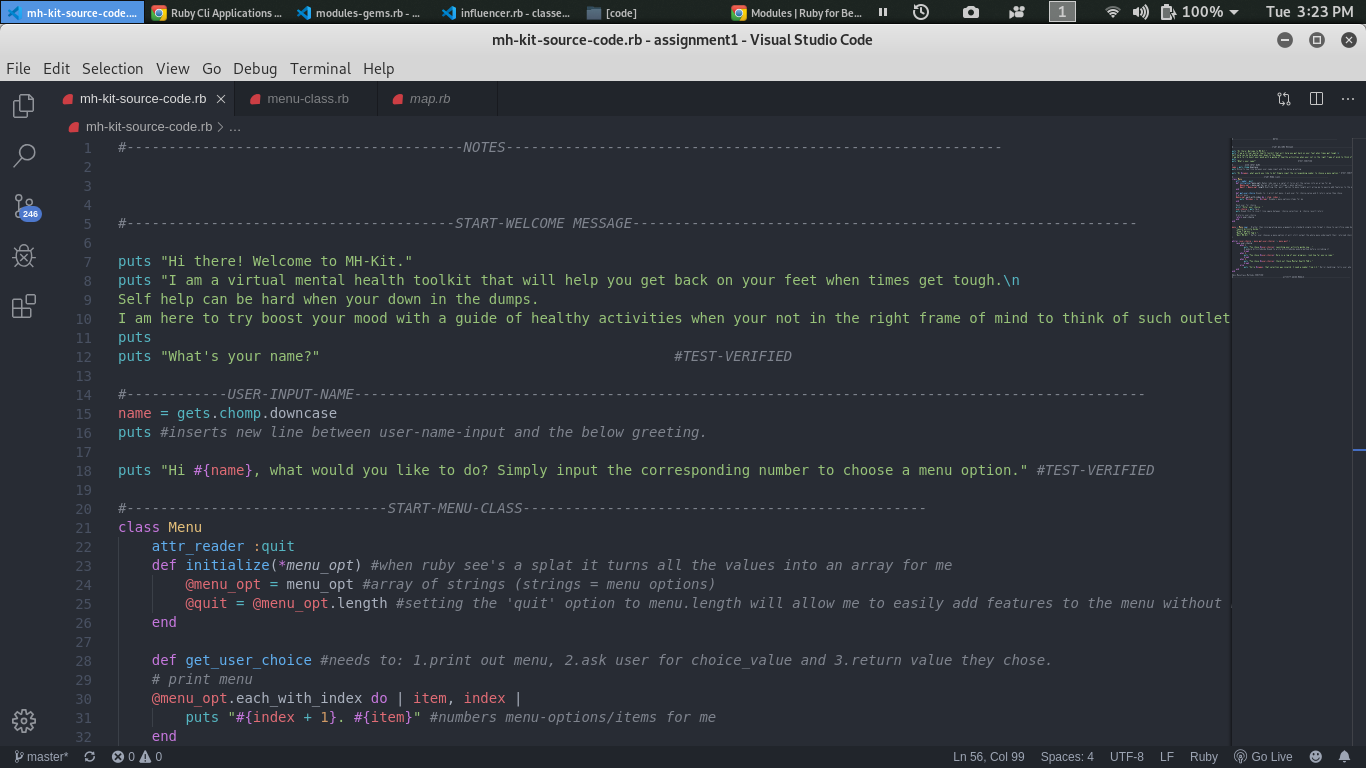 mh-kit-source-code.... Ruby Cli Applications ... modules-gems.rb - ... influencer.rb - classe... [code] Modules | Ruby for Be... 1 100% Tue 3:23 PM
mh-kit-source-code.rb - assignment1 - Visual Studio Code
File Edit Selection View Go Debug Terminal Help
mh-kit-source-code.rb menu-class.rb map.rb
mh-kit-source-code.rb > ...
1 #----------------------------------------NOTES-----------------------------------------------------------
2
3
4
5 #---------------------------------------START-WELCOME MESSAGE------------------------------------------------------------
6
7 puts "Hi there! Welcome to MH-Kit."
8 puts "I am a virtual mental health toolkit that will help you get back on your feet when times get tough.\n
9 Self help can be hard when your down in the dumps.
10 I am here to try boost your mood with a guide of healthy activities when your not in the right frame of mind to think of such outlet
11 puts
12 puts "What's your name?" #TEST-VERIFIED
13
14 #------------USER-INPUT-NAME----------------------------------------------------------------------------------------------
15 name = gets.chomp.downcase
16 puts #inserts new line between user-name-input and the below greeting.
17
18 puts "Hi #{name}, what would you like to do? Simply input the corresponding number to choose a menu option." #TEST-VERIFIED
19
20 #-------------------------------START-MENU-CLASS------------------------------------------------
21 class Menu
22 attr_reader :quit
23 def initialize(*menu_opt) #when ruby see's a splat it turns all the values into an array for me
24 @menu_opt = menu_opt #array of strings (strings = menu options)
25 @quit = @menu_opt.length #setting the 'quit' option to menu.length will allow me to easily add features to the menu without
26 end
27
28 def get_user_choice #needs to: 1.print out menu, 2.ask user for choice_value and 3.return value they chose.
29 # print menu
30 @menu_opt.each_with_index do | item, index |
31 puts "#{index + 1}. #{item}" #numbers menu-options/items for me
32 end
246
master* 0 0 Ln 56, Col 99 Spaces: 4 UTF-8 LF Ruby Go Live